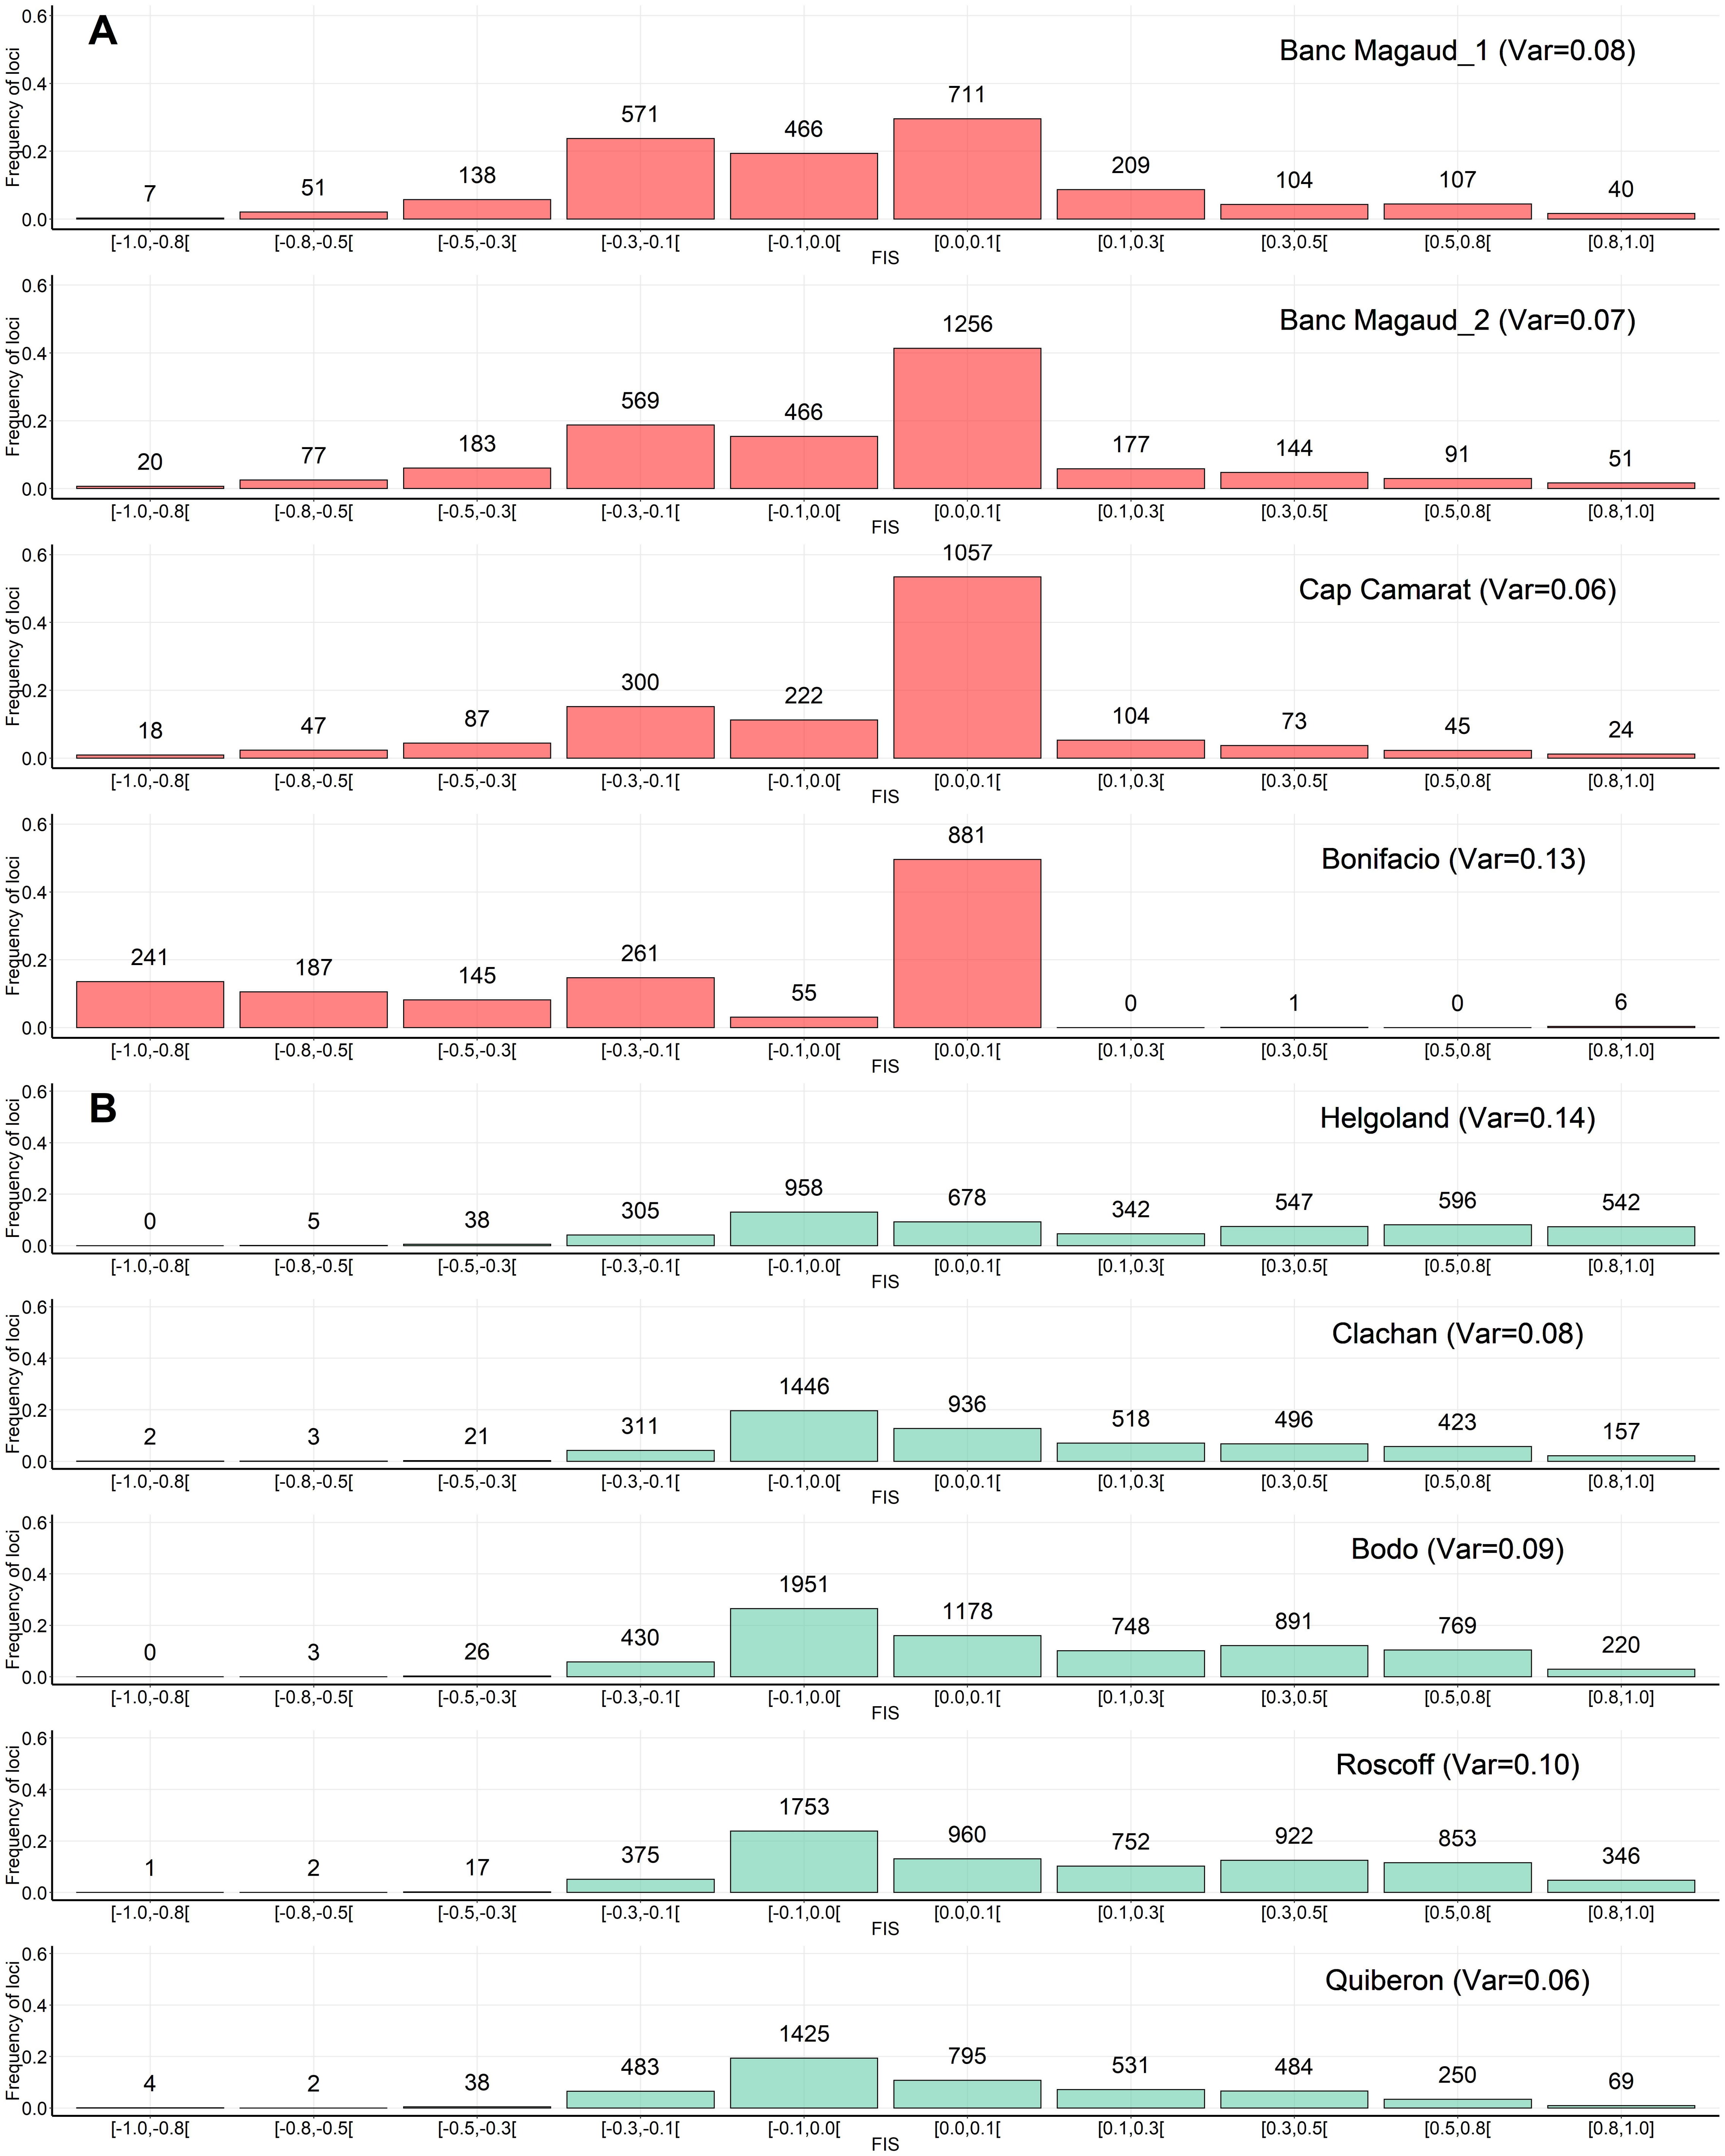 A
Banc Magaud_1 (Var=0.08)
Frequency of loci
0.6
0.4
0.2
0.0
7 51 138 571 466 711 209 104 107 40
[-1.0,-0.8[ [-0.8,-0.5[ [-0.5,-0.3[ [-0.3,-0.1[ [-0.1,0.0[ [0.0,0.1[ [0.1,0.3[ [0.3,0.5[ [0.5,0.8[ [0.8,1.0]
FIS
Banc Magaud_2 (Var=0.07)
Frequency of loci
0.6
0.4
0.2
0.0
20 77 183 569 466 1256 177 144 91 51
[-1.0,-0.8[ [-0.8,-0.5[ [-0.5,-0.3[ [-0.3,-0.1[ [-0.1,0.0[ [0.0,0.1[ [0.1,0.3[ [0.3,0.5[ [0.5,0.8[ [0.8,1.0]
FIS
Cap Camarat (Var=0.06)
Frequency of loci
0.6
0.4
0.2
0.0
18 47 87 300 222 1057 104 73 45 24
[-1.0,-0.8[ [-0.8,-0.5[ [-0.5,-0.3[ [-0.3,-0.1[ [-0.1,0.0[ [0.0,0.1[ [0.1,0.3[ [0.3,0.5[ [0.5,0.8[ [0.8,1.0]
FIS
Bonifacio (Var=0.13)
Frequency of loci
0.6
0.4
0.2
0.0
241 187 145 261 55 881 0 1 0 6
[-1.0,-0.8[ [-0.8,-0.5[ [-0.5,-0.3[ [-0.3,-0.1[ [-0.1,0.0[ [0.0,0.1[ [0.1,0.3[ [0.3,0.5[ [0.5,0.8[ [0.8,1.0]
FIS
B
Helgoland (Var=0.14)
Frequency of loci
0.6
0.4
0.2
0.0
0 5 38 305 958 678 342 547 596 542
[-1.0,-0.8[ [-0.8,-0.5[ [-0.5,-0.3[ [-0.3,-0.1[ [-0.1,0.0[ [0.0,0.1[ [0.1,0.3[ [0.3,0.5[ [0.5,0.8[ [0.8,1.0]
FIS
Clachan (Var=0.08)
Frequency of loci
0.6
0.4
0.2
0.0
2 3 21 311 1446 936 518 496 423 157
[-1.0,-0.8[ [-0.8,-0.5[ [-0.5,-0.3[ [-0.3,-0.1[ [-0.1,0.0[ [0.0,0.1[ [0.1,0.3[ [0.3,0.5[ [0.5,0.8[ [0.8,1.0]
FIS
Bodo (Var=0.09)
Frequency of loci
0.6
0.4
0.2
0.0
0 3 26 430 1951 1178 748 891 769 220
[-1.0,-0.8[ [-0.8,-0.5[ [-0.5,-0.3[ [-0.3,-0.1[ [-0.1,0.0[ [0.0,0.1[ [0.1,0.3[ [0.3,0.5[ [0.5,0.8[ [0.8,1.0]
FIS
Roscoff (Var=0.10)
Frequency of loci
0.6
0.4
0.2
0.0
1 2 17 375 1753 960 752 922 853 346
[-1.0,-0.8[ [-0.8,-0.5[ [-0.5,-0.3[ [-0.3,-0.1[ [-0.1,0.0[ [0.0,0.1[ [0.1,0.3[ [0.3,0.5[ [0.5,0.8[ [0.8,1.0]
FIS
Quiberon (Var=0.06)
Frequency of loci
0.6
0.4
0.2
0.0
4 2 38 483 1425 795 531 484 250 69
[-1.0,-0.8[ [-0.8,-0.5[ [-0.5,-0.3[ [-0.3,-0.1[ [-0.1,0.0[ [0.0,0.1[ [0.1,0.3[ [0.3,0.5[ [0.5,0.8[ [0.8,1.0]
FIS